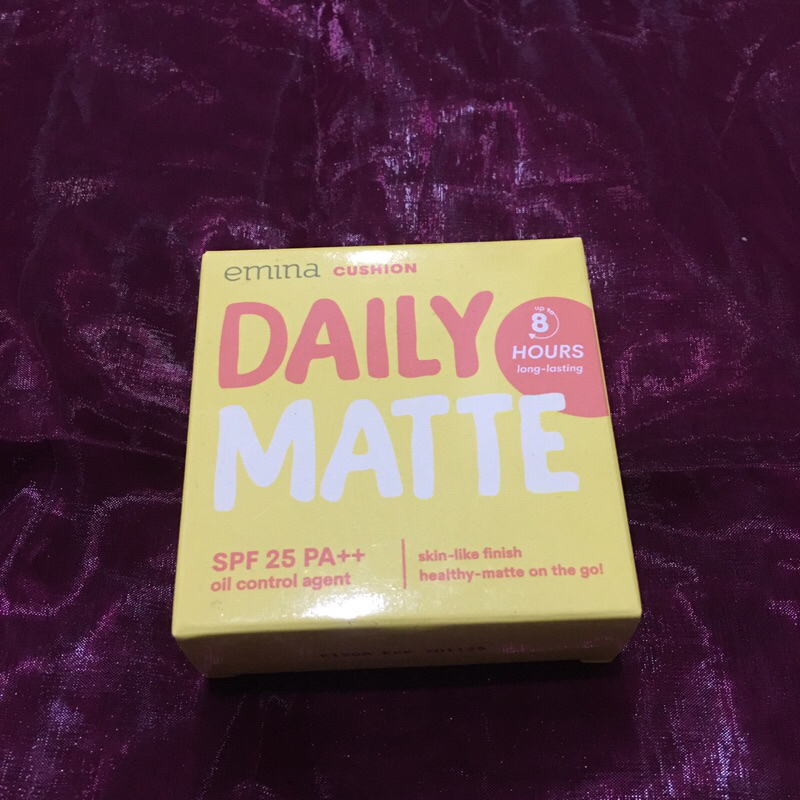 emina CUSHION
DAILY
MATTE
up to
8
HOURS
long-lasting
SPF 25 PA++
oil control agent
skin-like finish
healthy-matte on the go!